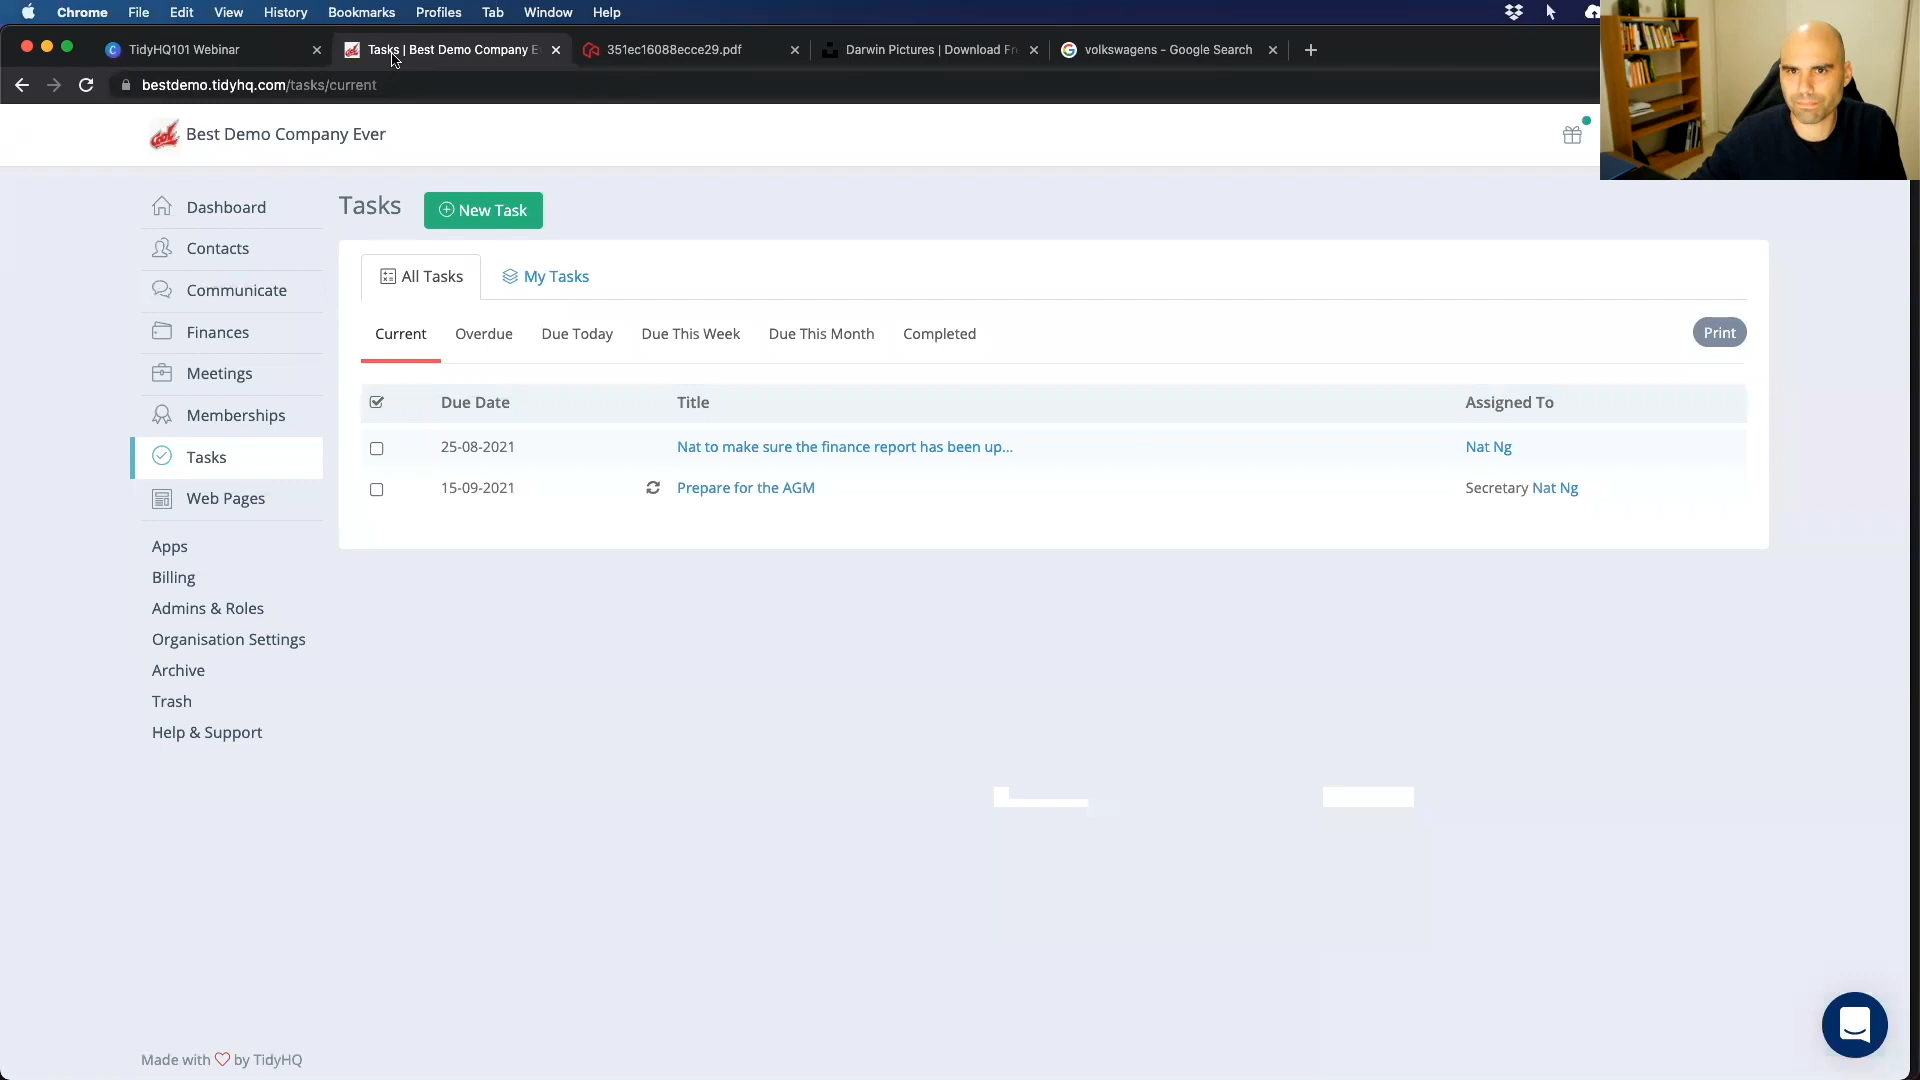 Chrome File Edit View History Bookmarks Profiles Tab Window Help
TidyHQ101 Webinar
Tasks | Best Demo Company E
351ec16088ecce29.pdf
Darwin Pictures | Download Fr
volkswagens - Google Search
bestdemo.tidyhq.com/tasks/current
Best Demo Company Ever
Dashboard
Contacts
Communicate
Finances
Meetings
Memberships
Tasks
Web Pages
Apps
Billing
Admins & Roles
Organisation Settings
Archive
Trash
Help & Support
Tasks
New Task
All Tasks
My Tasks
Current Overdue Due Today Due This Week Due This Month Completed
Print
Due Date Title Assigned To
25-08-2021 Nat to make sure the finance report has been up... Nat Ng
15-09-2021 Prepare for the AGM Secretary Nat Ng
Made with by TidyHQ